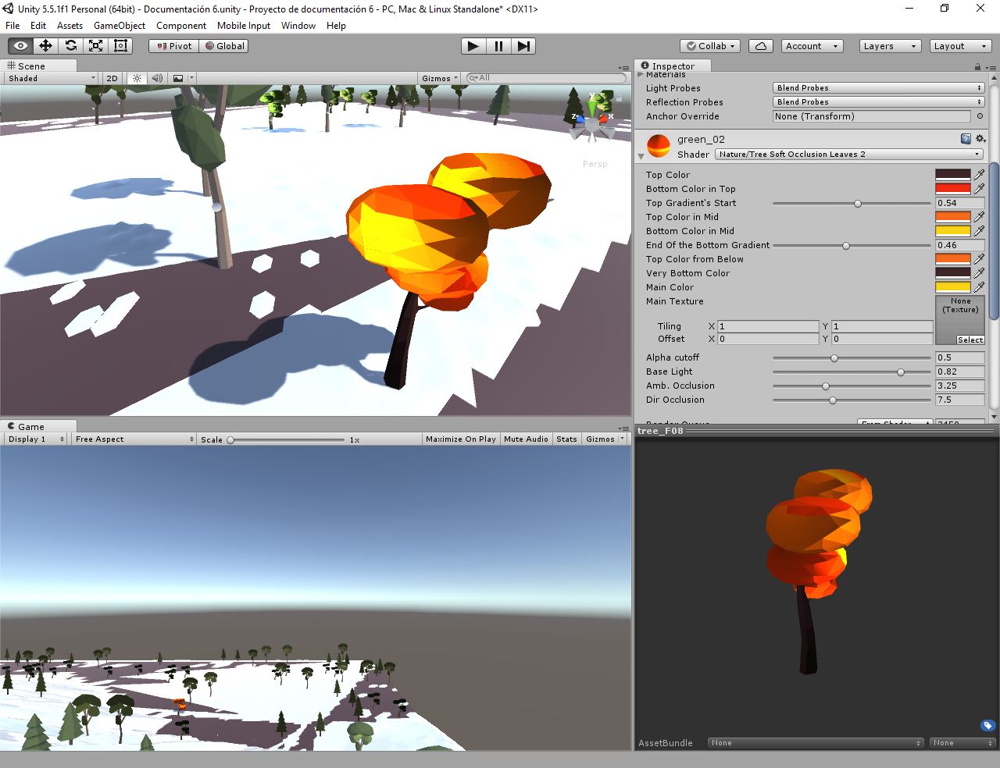 Unity 5.5.1f1 Personal (64bit) - Documentación 6.unity - Proyecto de documentación 6 - PC, Mac & Linux Standalone* <DX11>
File Edit Assets GameObject Component Mobile Input Window Help
Pivot Global Collab Account Layers Layout
Scene
Shaded 2D Gizmos All
Y
Z X
Persp
Inspector
Materials
Light Probes Blend Probes
Reflection Probes Blend Probes
Anchor Override None (Transform)
green_02
Shader Nature/Tree Soft Occlusion Leaves 2
Top Color
Bottom Color in Top
Top Gradient's Start 0.54
Top Color in Mid
Bottom Color in Mid
End Of the Bottom Gradient 0.46
Top Color from Below
Very Bottom Color
Main Color
Main Texture None
(Texture)
Tiling X 1 Y 1
Offset X 0 Y 0
Select
Alpha cutoff 0.5
Base Light 0.82
Amb. Occlusion 3.25
Dir Occlusion 7.5
Render Queue From Shader 2450
Game
Display 1 Free Aspect Scale 1x Maximize On Play Mute Audio Stats Gizmos
tree_F08
AssetBundle None None